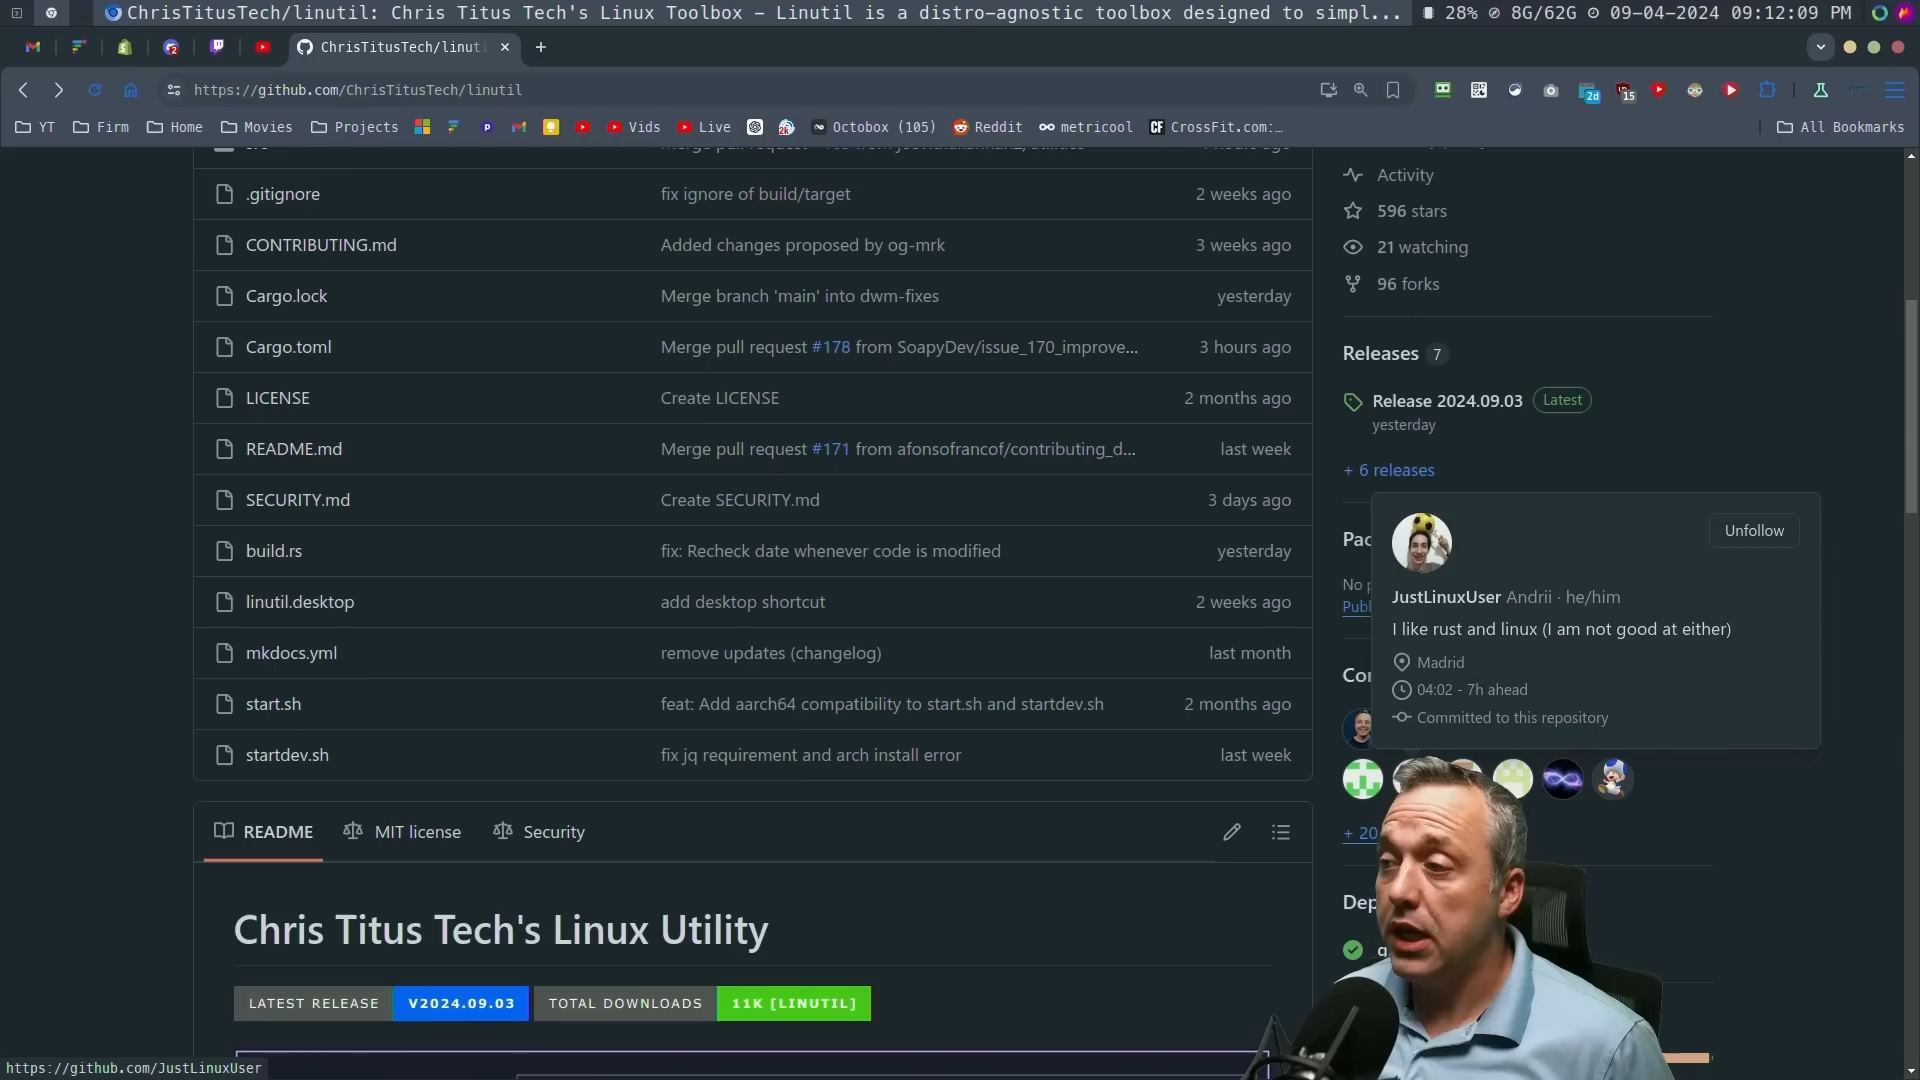 ChrisTitusTech/linutil: Chris Titus Tech's Linux Toolbox - Linutil is a distro-agnostic toolbox designed to simpl...
28% 8G/62G 09-04-2024 09:12:09 PM
ChrisTitusTech/linuti
https://github.com/ChrisTitusTech/linutil
2d
15
YT
Firm
Home
Movies
Projects
Vids
Live
Octobox (105)
Reddit
metricool
CrossFit.com:…
All Bookmarks
.gitignore fix ignore of build/target 2 weeks ago
CONTRIBUTING.md Added changes proposed by og-mrk 3 weeks ago
Cargo.lock Merge branch 'main' into dwm-fixes yesterday
Cargo.toml Merge pull request #178 from SoapyDev/issue_170_improve... 3 hours ago
LICENSE Create LICENSE 2 months ago
README.md Merge pull request #171 from afonsofrancof/contributing_d... last week
SECURITY.md Create SECURITY.md 3 days ago
build.rs fix: Recheck date whenever code is modified yesterday
linutil.desktop add desktop shortcut 2 weeks ago
mkdocs.yml remove updates (changelog) last month
start.sh feat: Add aarch64 compatibility to start.sh and startdev.sh 2 months ago
startdev.sh fix jq requirement and arch install error last week
README
MIT license
Security
Chris Titus Tech's Linux Utility
LATEST RELEASE V2024.09.03
TOTAL DOWNLOADS 11K [LINUTIL]
Activity
596 stars
21 watching
96 forks
Releases 7
Release 2024.09.03 Latest
yesterday
+ 6 releases
Pac
No p
Publ
Unfollow
JustLinuxUser Andrii · he/him
I like rust and linux (I am not good at either)
Madrid
04:02 - 7h ahead
Committed to this repository
Con
+ 20
Dep
g
https://github.com/JustLinuxUser